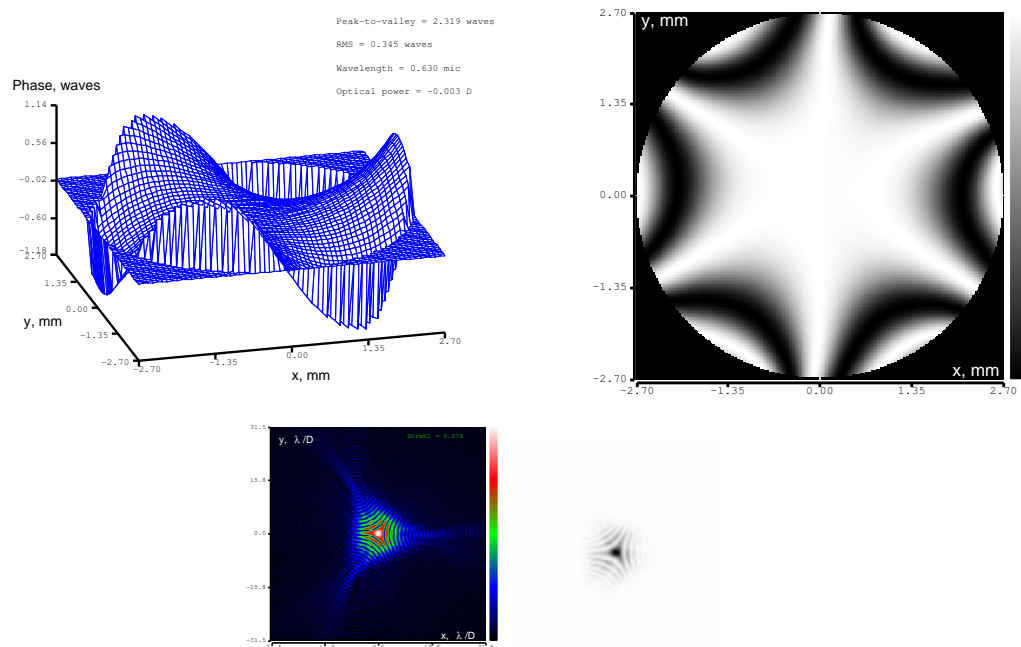 Peak-to-valley = 2.319 waves
RMS = 0.345 waves
Wavelength = 0.630 mic
Optical power = -0.003 D
Phase, waves
1.14
0.56
-0.02
-0.60
-1.18
2.70
1.35
0.00
-1.35
-2.70
y, mm
-2.70
-1.35
0.00
1.35
2.70
x, mm
y, mm
2.70
1.35
0.00
-1.35
-2.70
x, mm
-2.70
-1.35
0.00
1.35
2.70
y, λ/D
Strehl = 0.076
31.5
15.8
0.0
-15.8
-31.5
x, λ/D